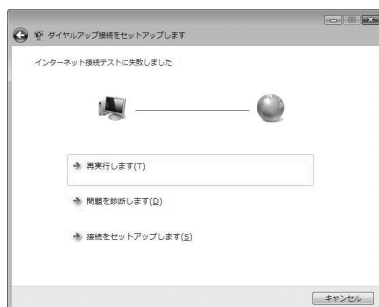 ダイヤルアップ接続をセットアップします
インターネット接続テストに失敗しました
再実行します(T)
問題を診断します(D)
接続をセットアップします(S)
キャンセル